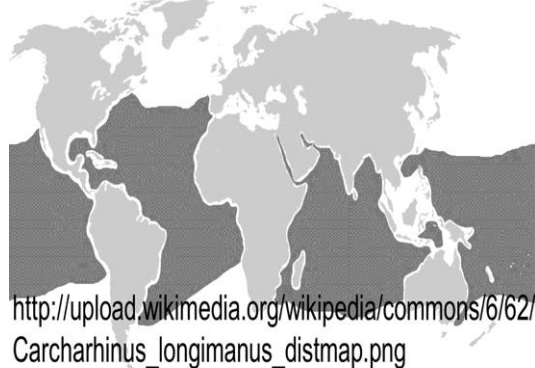 http://upload.wikimedia.org/wikipedia/commons/6/62/
Carcharhinus_longimanus_distmap.png